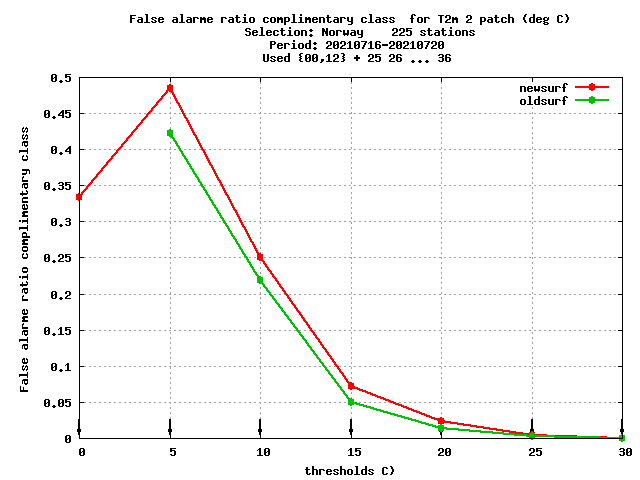 False alarme ratio complimentary class  for T2m 2 patch (deg C)
Selection: Norway    225 stations
Period: 20210716-20210720
Used {00,12} + 25 26 ... 36
newsurf
oldsurf
False alarme ratio complimentary class
0.5
0.45
0.4
0.35
0.3
0.25
0.2
0.15
0.1
0.05
0
0 5 10 15 20 25 30
thresholds C)